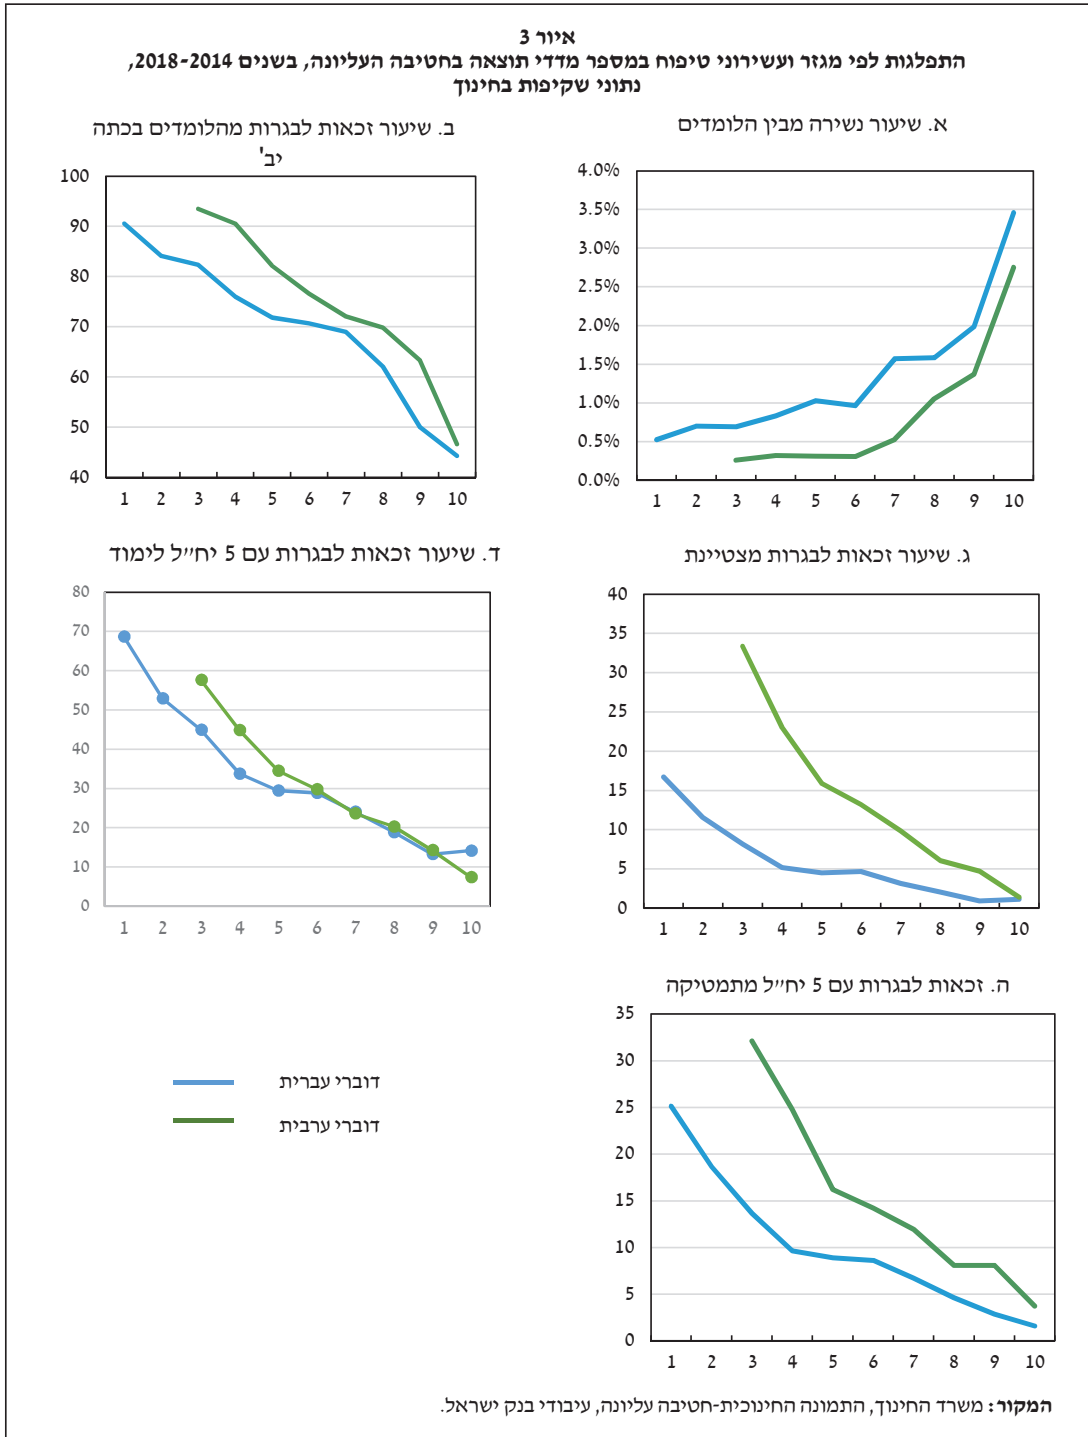 איור 3
התפלגות לפי מגזר ועשירוני טיפוח במספר מדדי תוצאה בחטיבה העליונה, בשנים 2018-2014,
נתוני שקיפות בחינוך
א. שיעור נשירה מבין הלומדים
4.0%
3.5%
3.0%
2.5%
2.0%
1.5%
1.0%
0.5%
0.0%
1 2 3 4 5 6 7 8 9 10
ב. שיעור זכאות לבגרות מהלומדים בכתה
יב'
100
90
80
70
60
50
40
1 2 3 4 5 6 7 8 9 10
ג. שיעור זכאות לבגרות מצטיינת
40
35
30
25
20
15
10
5
0
1 2 3 4 5 6 7 8 9 10
ד. שיעור זכאות לבגרות עם 5 יח״ל לימוד
80
70
60
50
40
30
20
10
0
1 2 3 4 5 6 7 8 9 10
ה. זכאות לבגרות עם 5 יח״ל מתמטיקה
35
30
25
20
15
10
5
0
1 2 3 4 5 6 7 8 9 10
דוברי עברית
דוברי ערבית
המקור: משרד החינוך, התמונה החינוכית-חטיבה עליונה, עיבודי בנק ישראל.